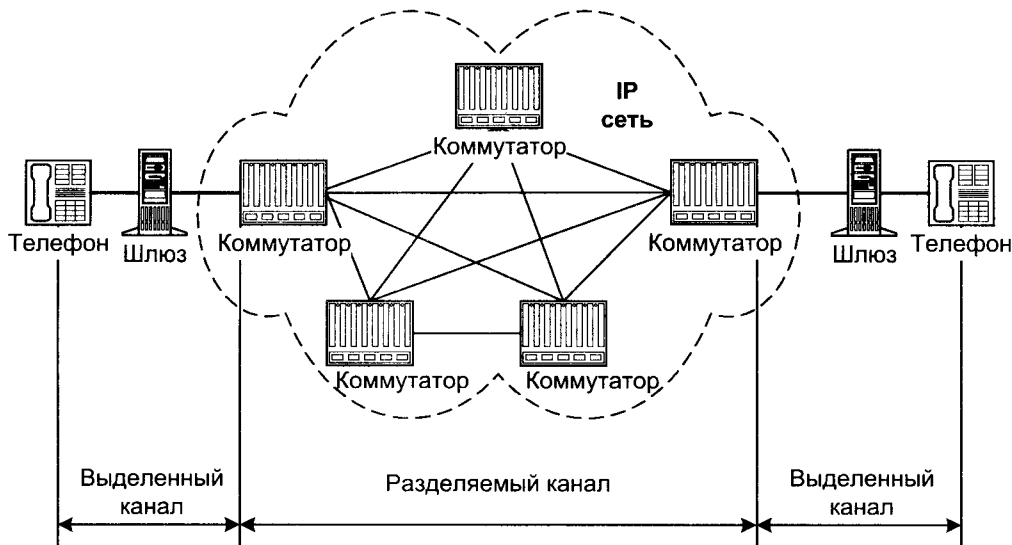 IP
сеть
Коммутатор
Телефон
Шлюз
Коммутатор
Коммутатор
Шлюз
Телефон
Коммутатор
Коммутатор
Выделенный
канал
Разделяемый канал
Выделенный
канал